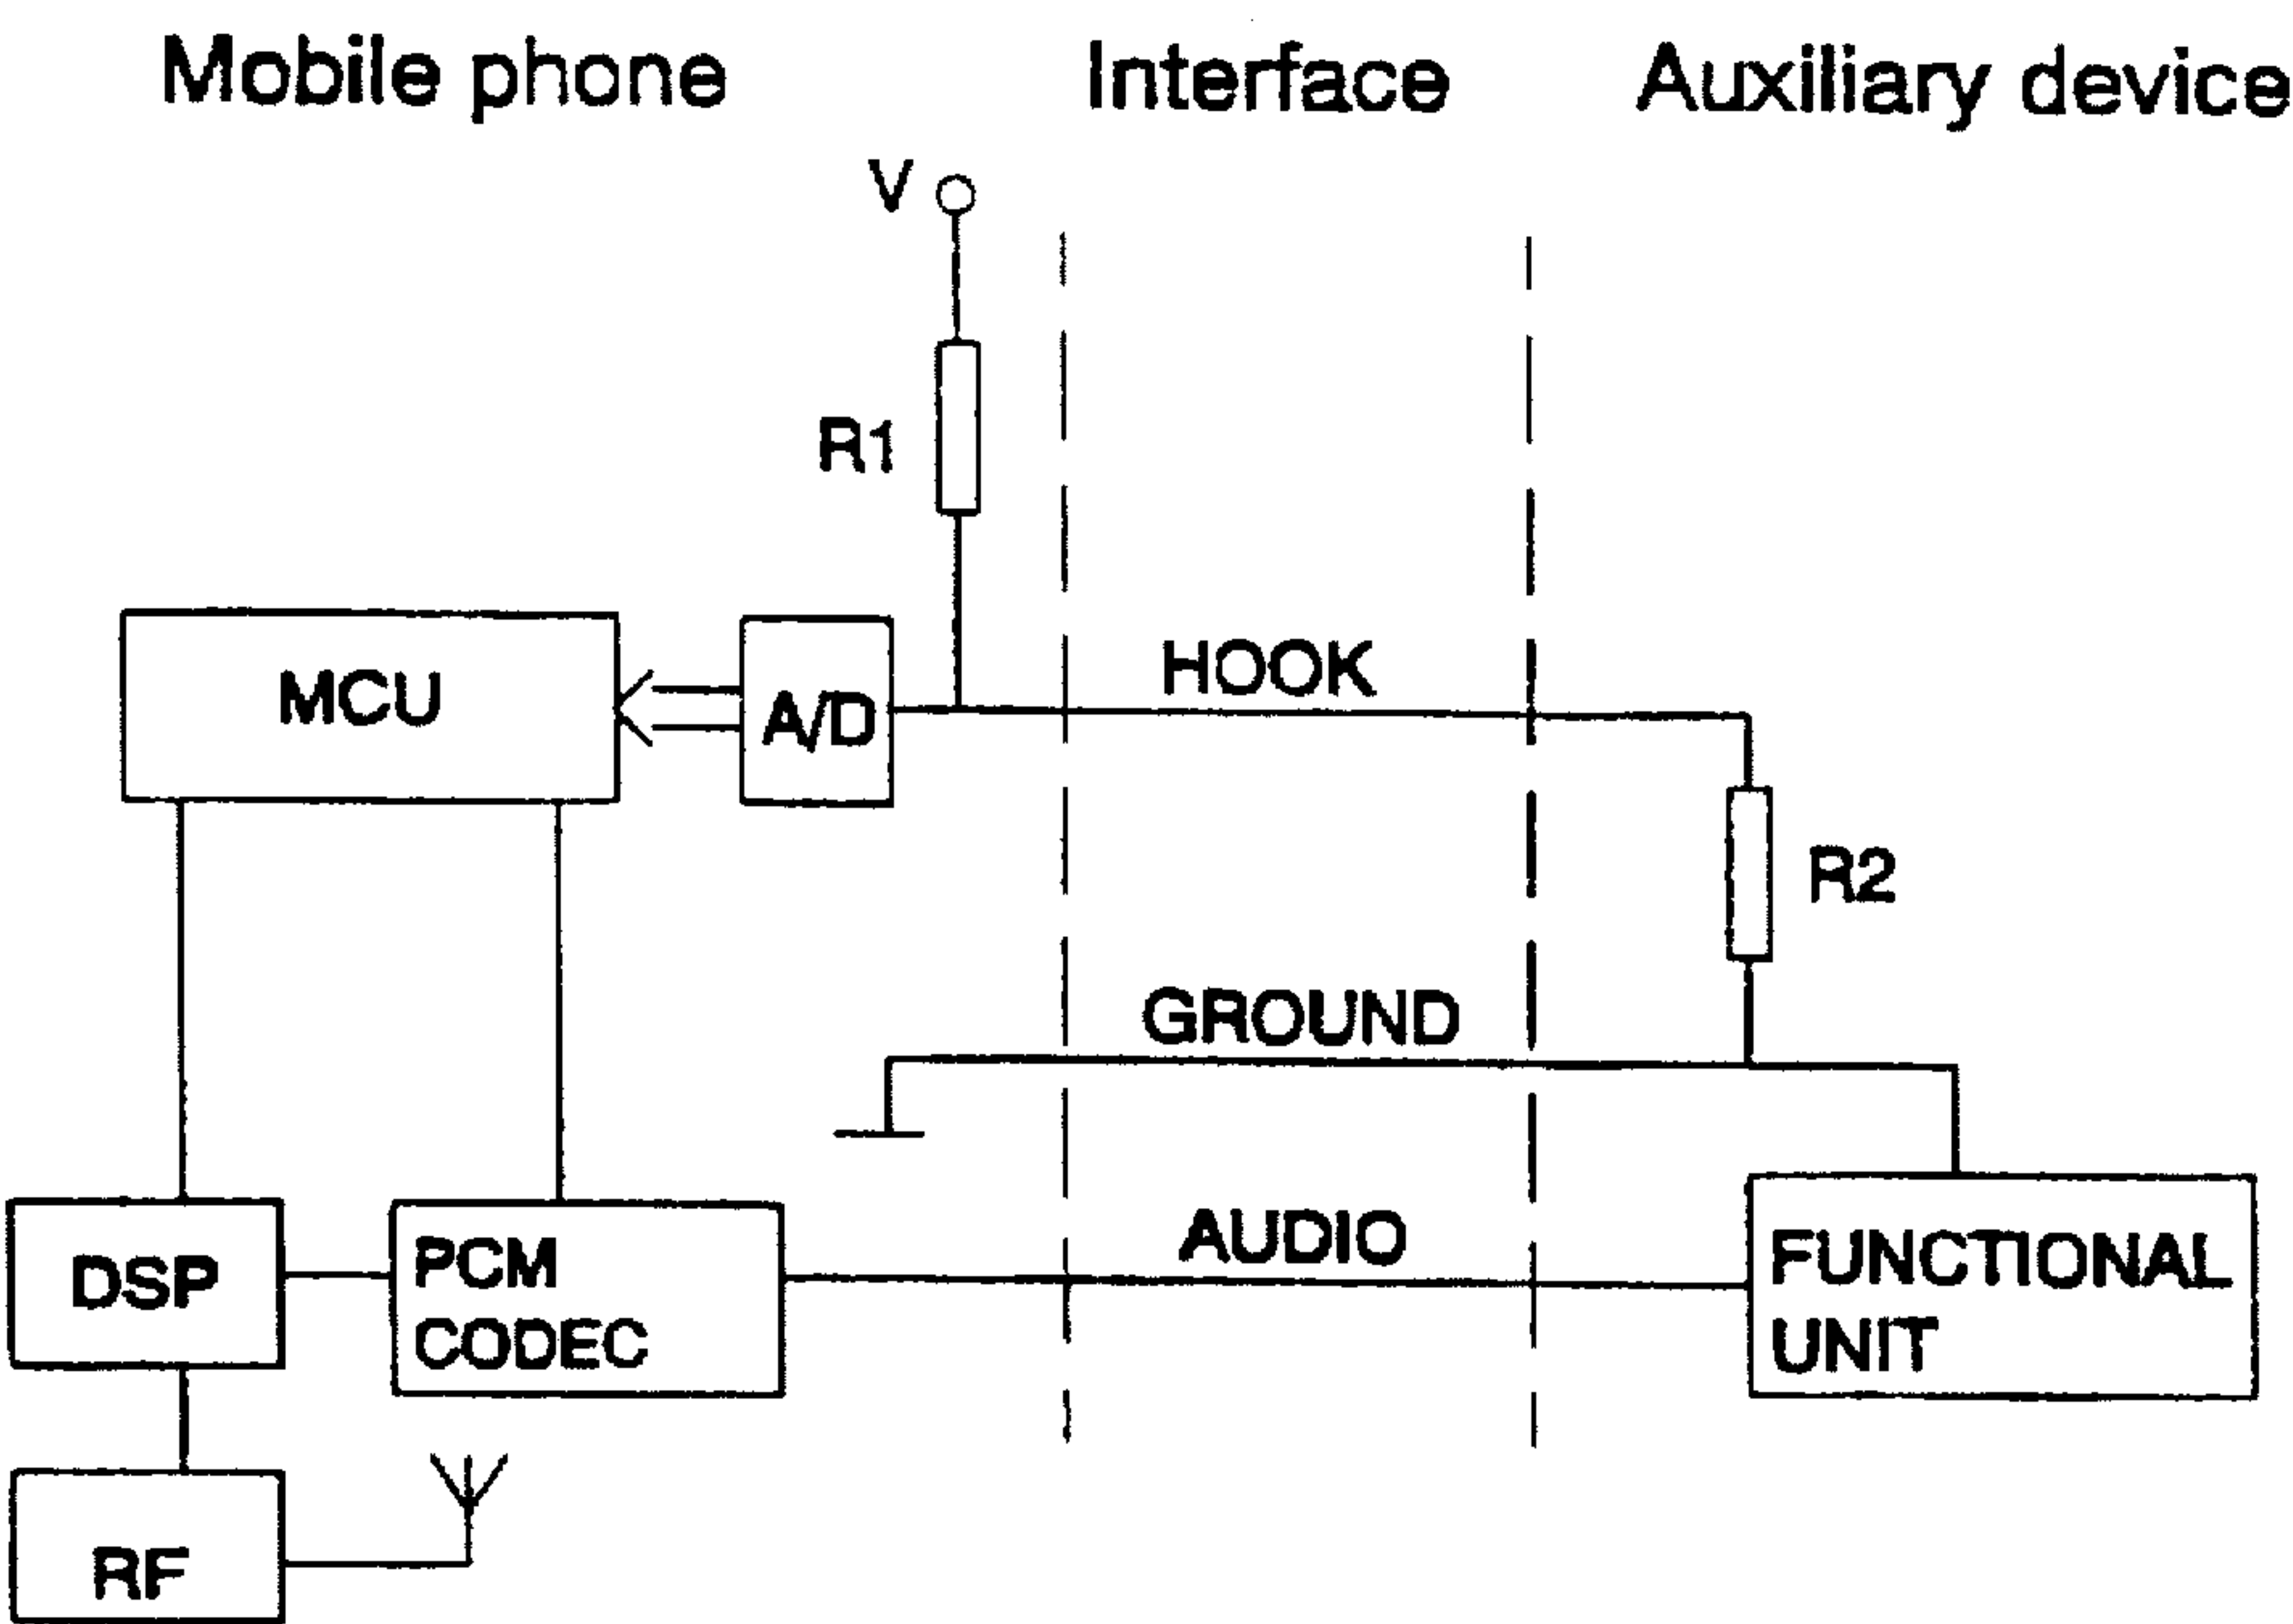 Mobile phone
Interface
Auxiliary device
V
R1
MCU
A/D
HOOK
R2
GROUND
DSP
PCM
CODEC
AUDIO
FUNCTIONAL
UNIT
RF